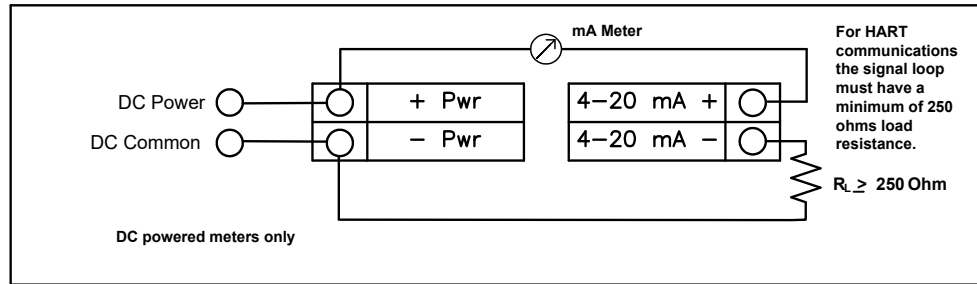 mA Meter
For HART
communications
the signal loop
must have a
minimum of 250
ohms load
resistance.
DC Power
+ Pwr
4-20 mA +
DC Common
- Pwr
4-20 mA -
RL ≥ 250 Ohm
DC powered meters only